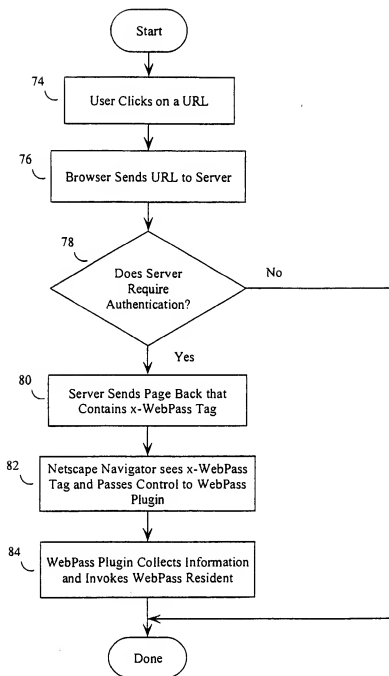 Start
74
User Clicks on a URL
76
Browser Sends URL to Server
78
Does Server
Require
Authentication?
No
Yes
80
Server Sends Page Back that
Contains x-WebPass Tag
82
Netscape Navigator sees x-WebPass
Tag and Passes Control to WebPass
Plugin
84
WebPass Plugin Collects Information
and Invokes WebPass Resident
Done